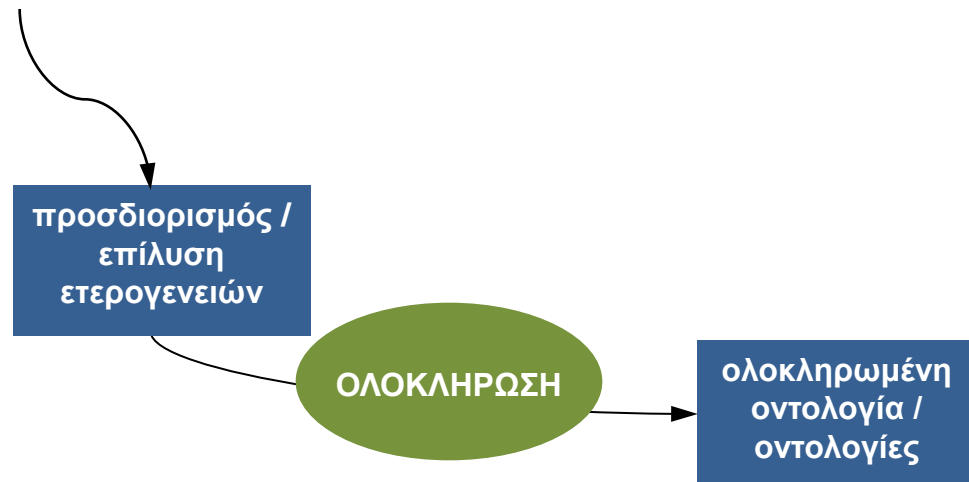 προσδιορισμός /
επίλυση
ετερογενειών
ΟΛΟΚΛΗΡΩΣΗ
ολοκληρωμένη
οντολογία /
οντολογίες